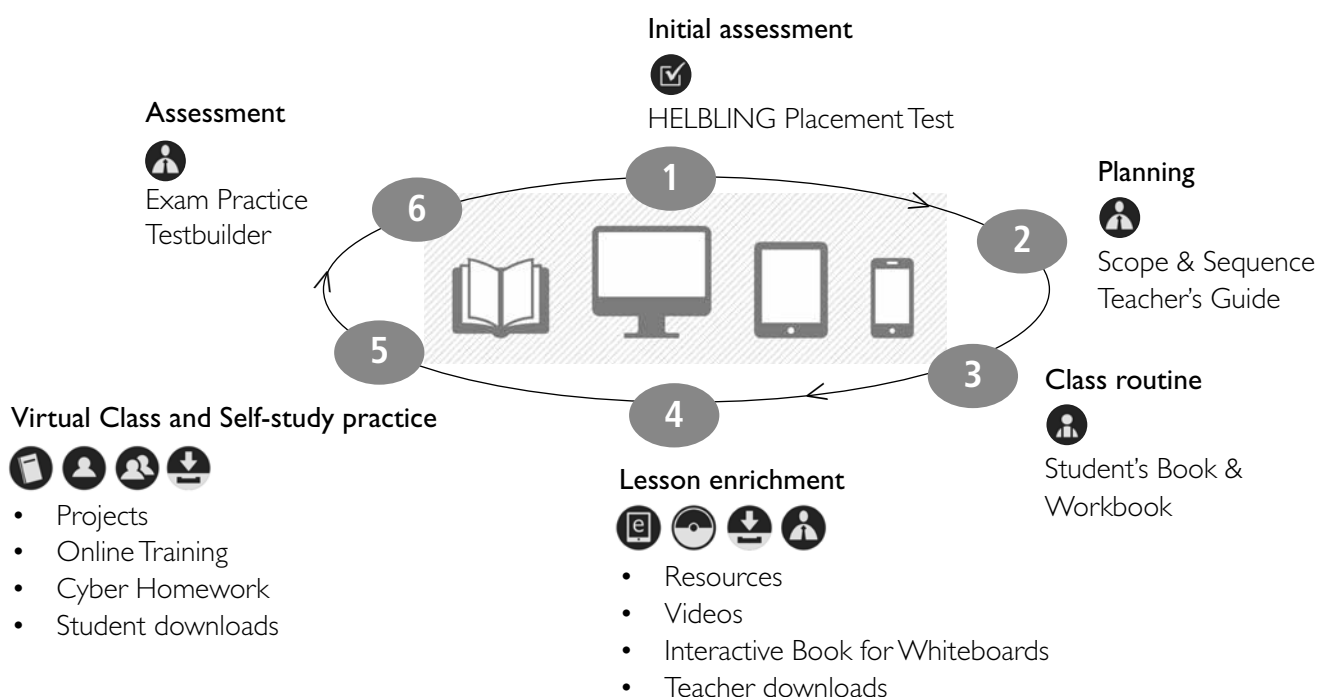 Initial assessment
HELBLING Placement Test
1
Planning
Scope & Sequence
Teacher's Guide
2
Class routine
Student's Book &
Workbook
3
Lesson enrichment
e
• Resources
• Videos
• Interactive Book for Whiteboards
• Teacher downloads
4
Virtual Class and Self-study practice
• Projects
• Online Training
• Cyber Homework
• Student downloads
5
Assessment
Exam Practice
Testbuilder
6